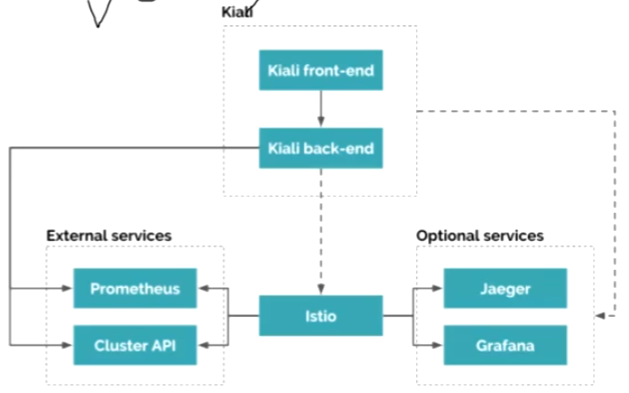 Kiali
Kiali front-end
Kiali back-end
External services
Optional services
Prometheus
Jaeger
Istio
Cluster API
Grafana